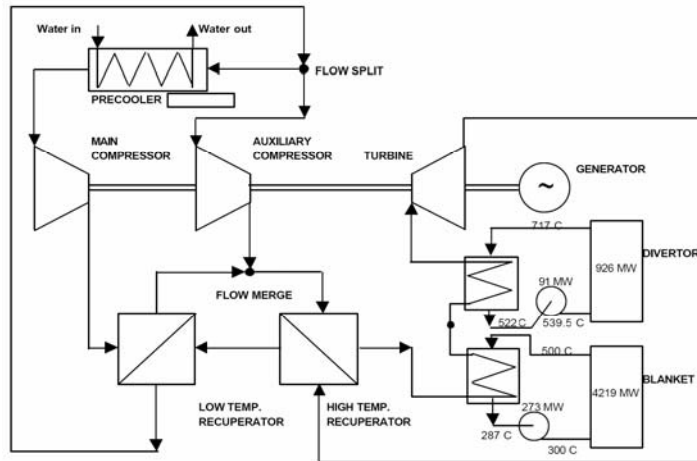 Water in
Water out
FLOW SPLIT
PRECOOLER
MAIN
COMPRESSOR
AUXILIARY
COMPRESSOR
TURBINE
GENERATOR
~
717 C
DIVERTOR
926 MW
91 MW
FLOW MERGE
522 C
539.5 C
500 C
BLANKET
4219 MW
LOW TEMP.
RECUPERATOR
HIGH TEMP.
RECUPERATOR
273 MW
287 C
300 C